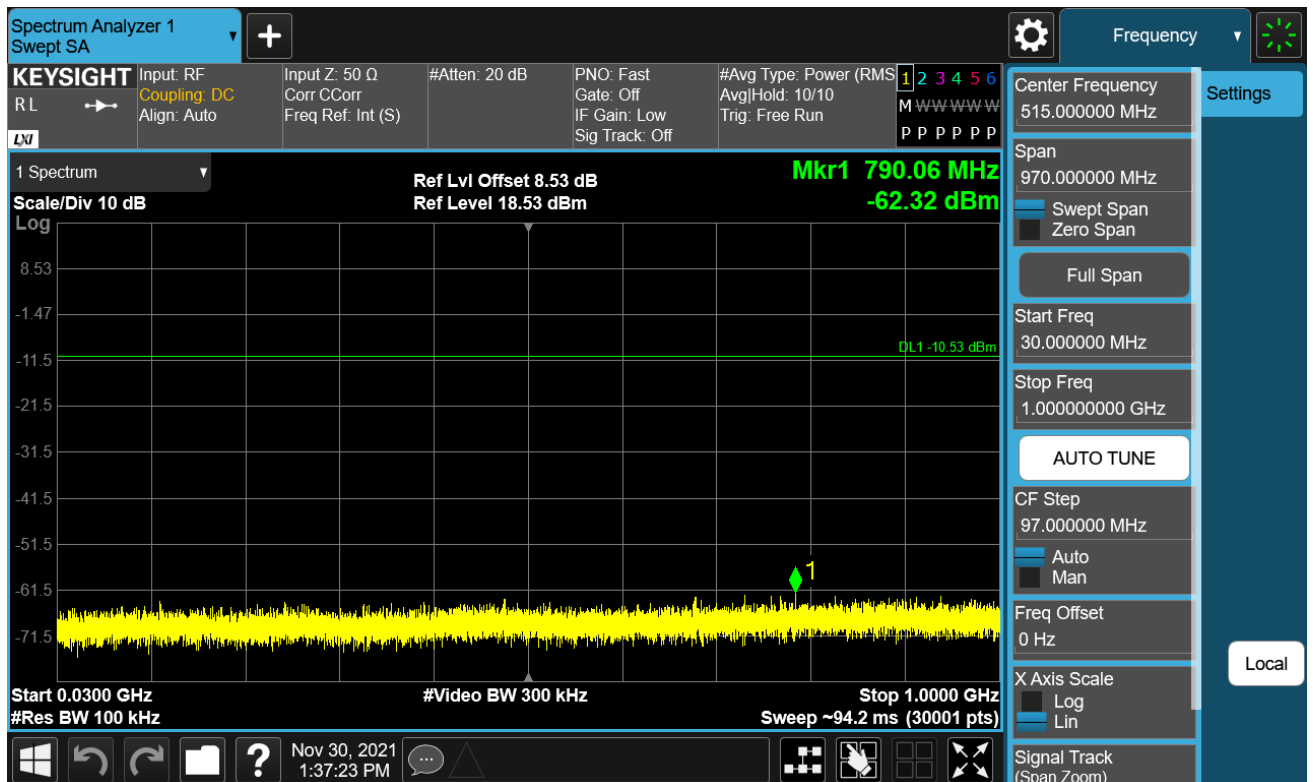 Spectrum Analyzer 1
Swept SA
Frequency
KEYSIGHT
R L
LXI
Input: RF
Coupling: DC
Align: Auto
Input Z: 50 Ω
Corr CCorr
Freq Ref: Int (S)
#Atten: 20 dB
PNO: Fast
Gate: Off
IF Gain: Low
Sig Track: Off
#Avg Type: Power (RMS
Avg|Hold: 10/10
Trig: Free Run
1 2 3 4 5 6
M W W W W W
P P P P P P
1 Spectrum
Scale/Div 10 dB
Log
Ref Lvl Offset 8.53 dB
Ref Level 18.53 dBm
Mkr1 790.06 MHz
-62.32 dBm
8.53
-1.47
DL1 -10.53 dBm
-11.5
-21.5
-31.5
-41.5
-51.5
1
-61.5
-71.5
Start 0.0300 GHz
#Video BW 300 kHz
Stop 1.0000 GHz
#Res BW 100 kHz
Sweep ~94.2 ms (30001 pts)
Nov 30, 2021
1:37:23 PM
?
Center Frequency
515.000000 MHz
Span
970.000000 MHz
Swept Span
Zero Span
Full Span
Start Freq
30.000000 MHz
Stop Freq
1.000000000 GHz
AUTO TUNE
CF Step
97.000000 MHz
Auto
Man
Freq Offset
0 Hz
X Axis Scale
Log
Lin
Signal Track
(Span Zoom)
Settings
Local